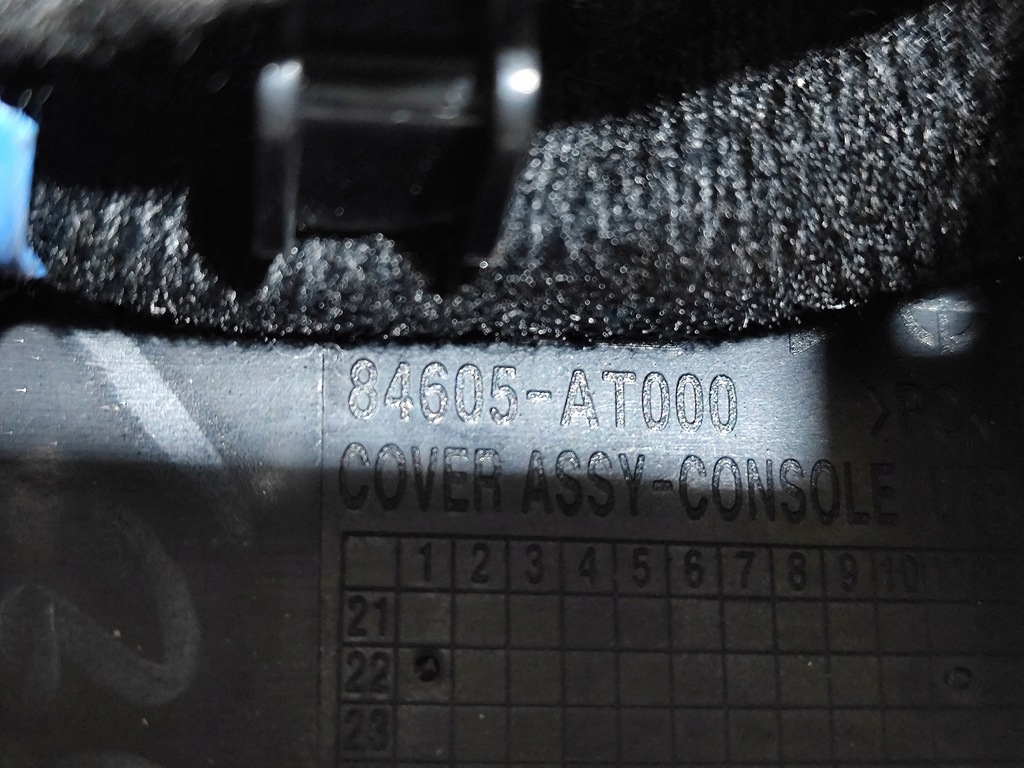 84605-AT000
COVER ASSY-CONSOLE
1 2 3 4 5 6 7 8 9 10
21
22
23